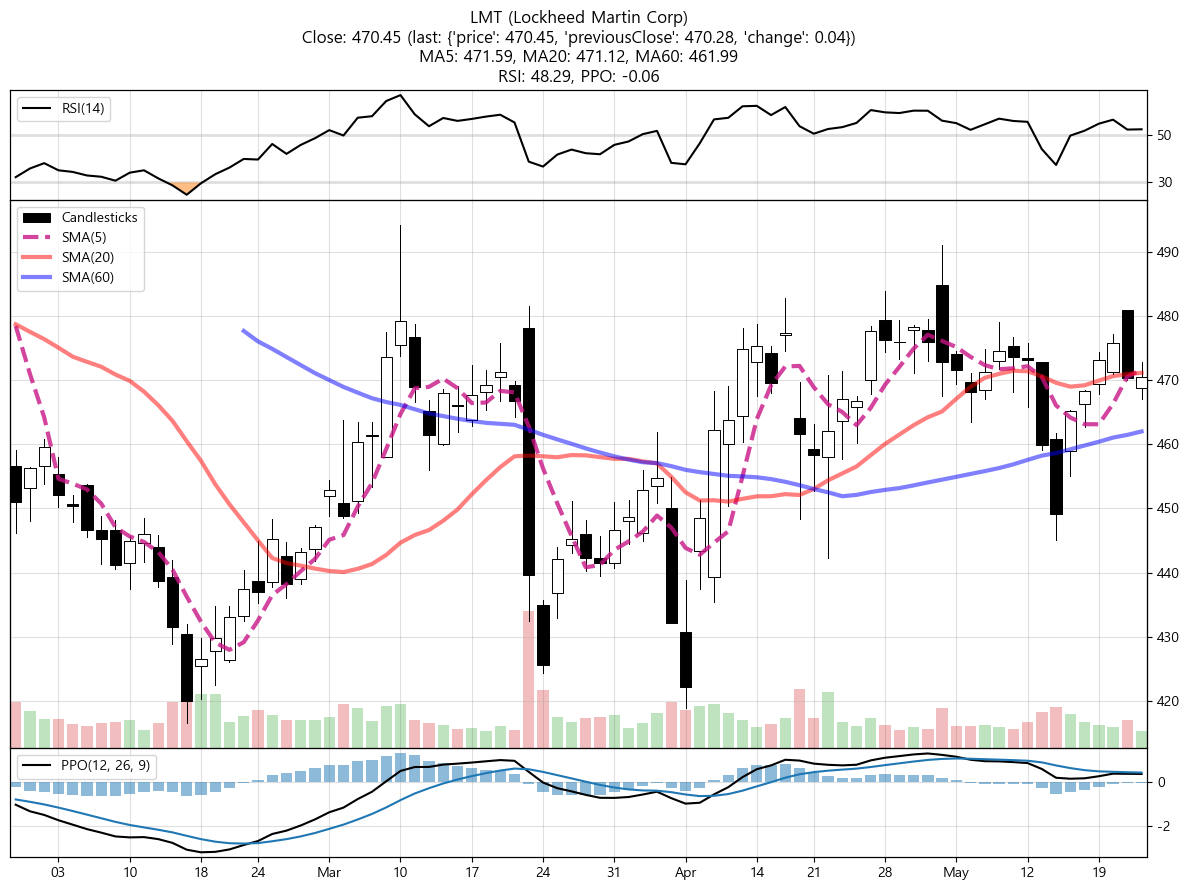 LMT (Lockheed Martin Corp)
Close: 470.45 (last: {'price': 470.45, 'previousClose': 470.28, 'change': 0.04})
MA5: 471.59, MA20: 471.12, MA60: 461.99
RSI: 48.29, PPO: -0.06
RSI(14)
50
30
Candlesticks
SMA(5)
SMA(20)
SMA(60)
490
480
470
460
450
440
430
420
PPO(12, 26, 9)
0
-2
03 10 18 24 Mar 10 17 24 31 Apr 14 21 28 May 12 19